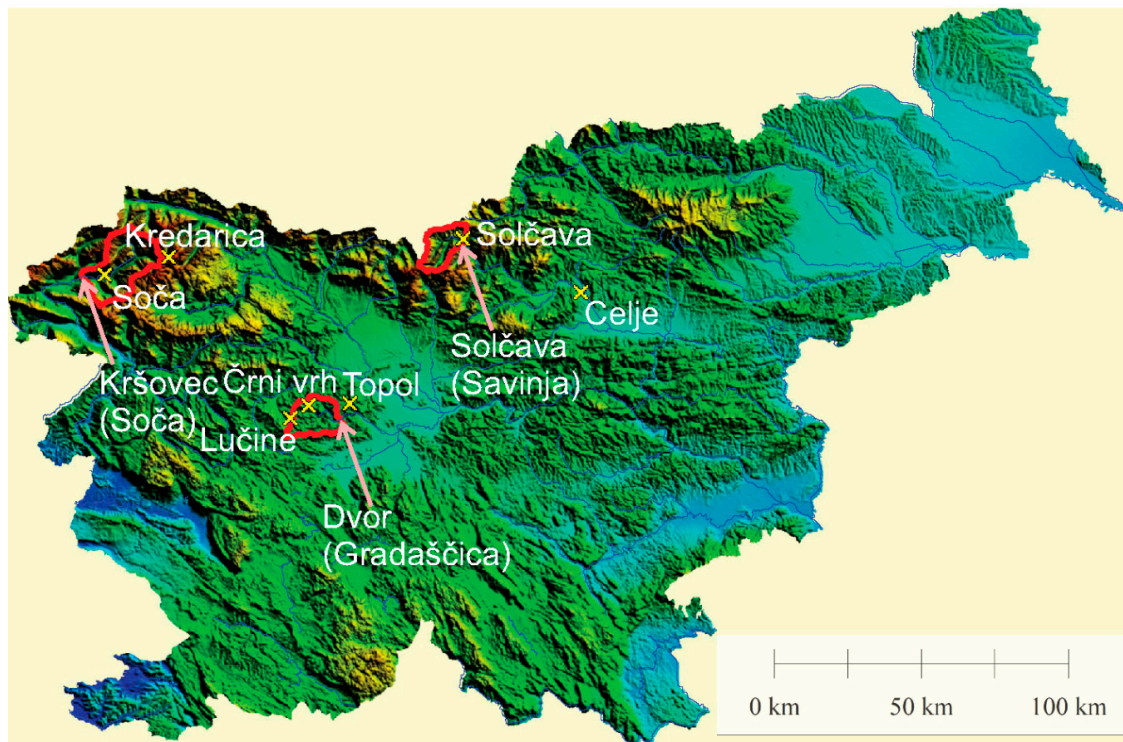 Kredarica
Solčava
Soča
Celje
Solčava
(Savinja)
Kršovec
(Soča)
Črni vrh
Topol
Lučine
Dvor
(Gradaščica)
0 km
50 km
100 km